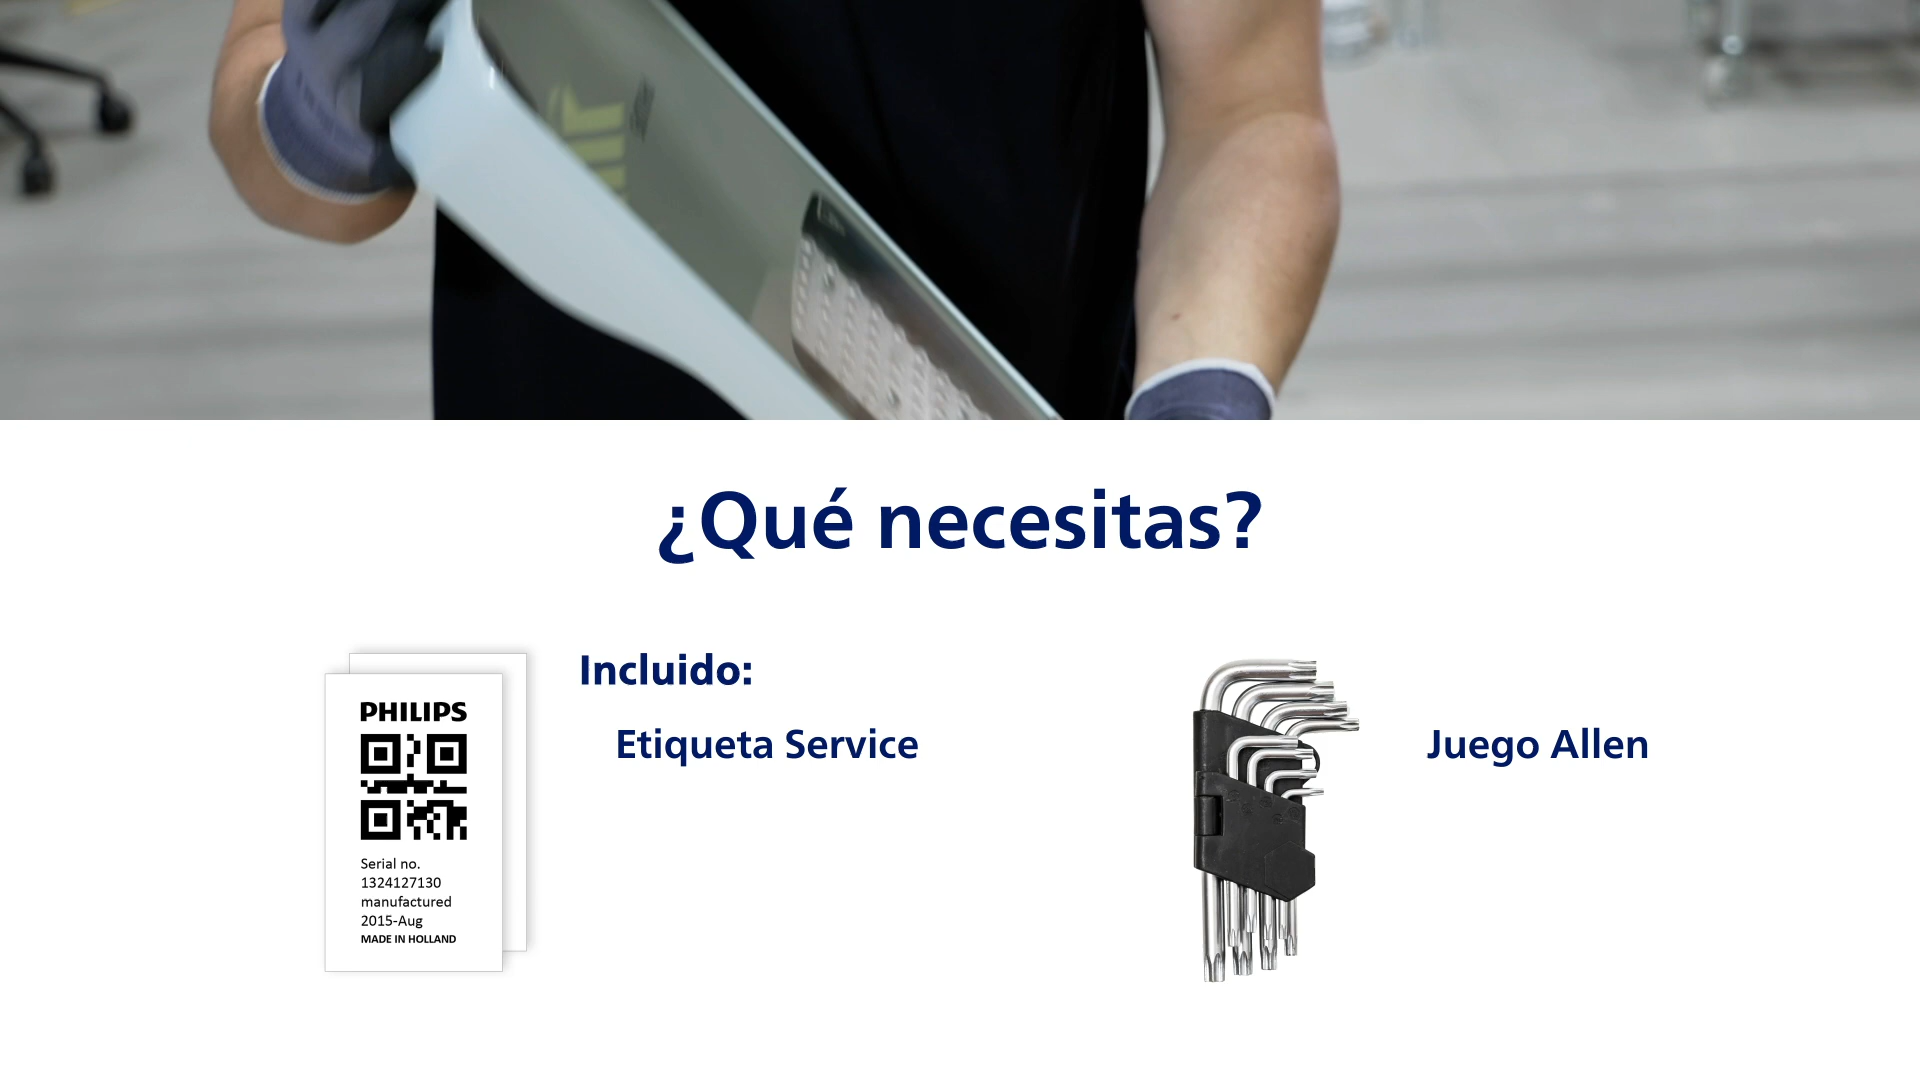 ¿Qué necesitas?
Incluido:
Etiqueta Service
Juego Allen
PHILIPS
Serial no.
1324127130
manufactured
2015-Aug
MADE IN HOLLAND